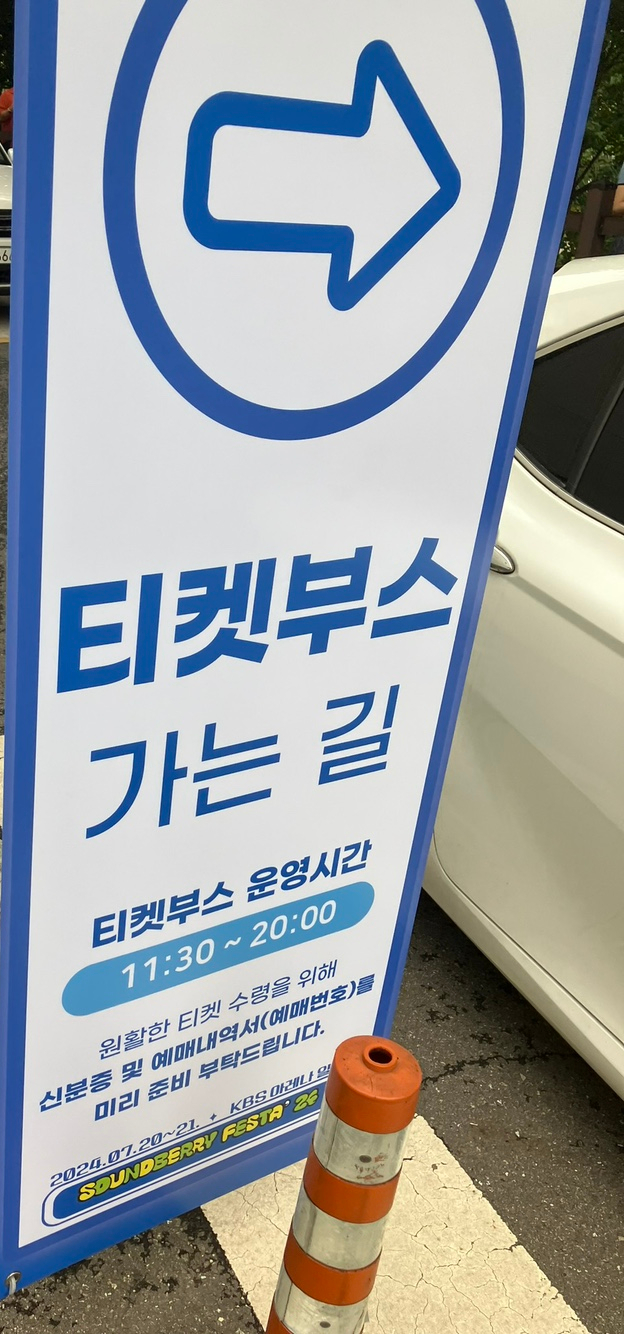 티켓부스
가는 길
티켓부스 운영시간
11:30 ~ 20:00
원활한 티켓 수령을 위해
신분증 및 예매내역서(예매번호)를
미리 준비 부탁드립니다.
2024.07.20~21. + KBS 아레나
SOUNDBERRY FESTA' 24